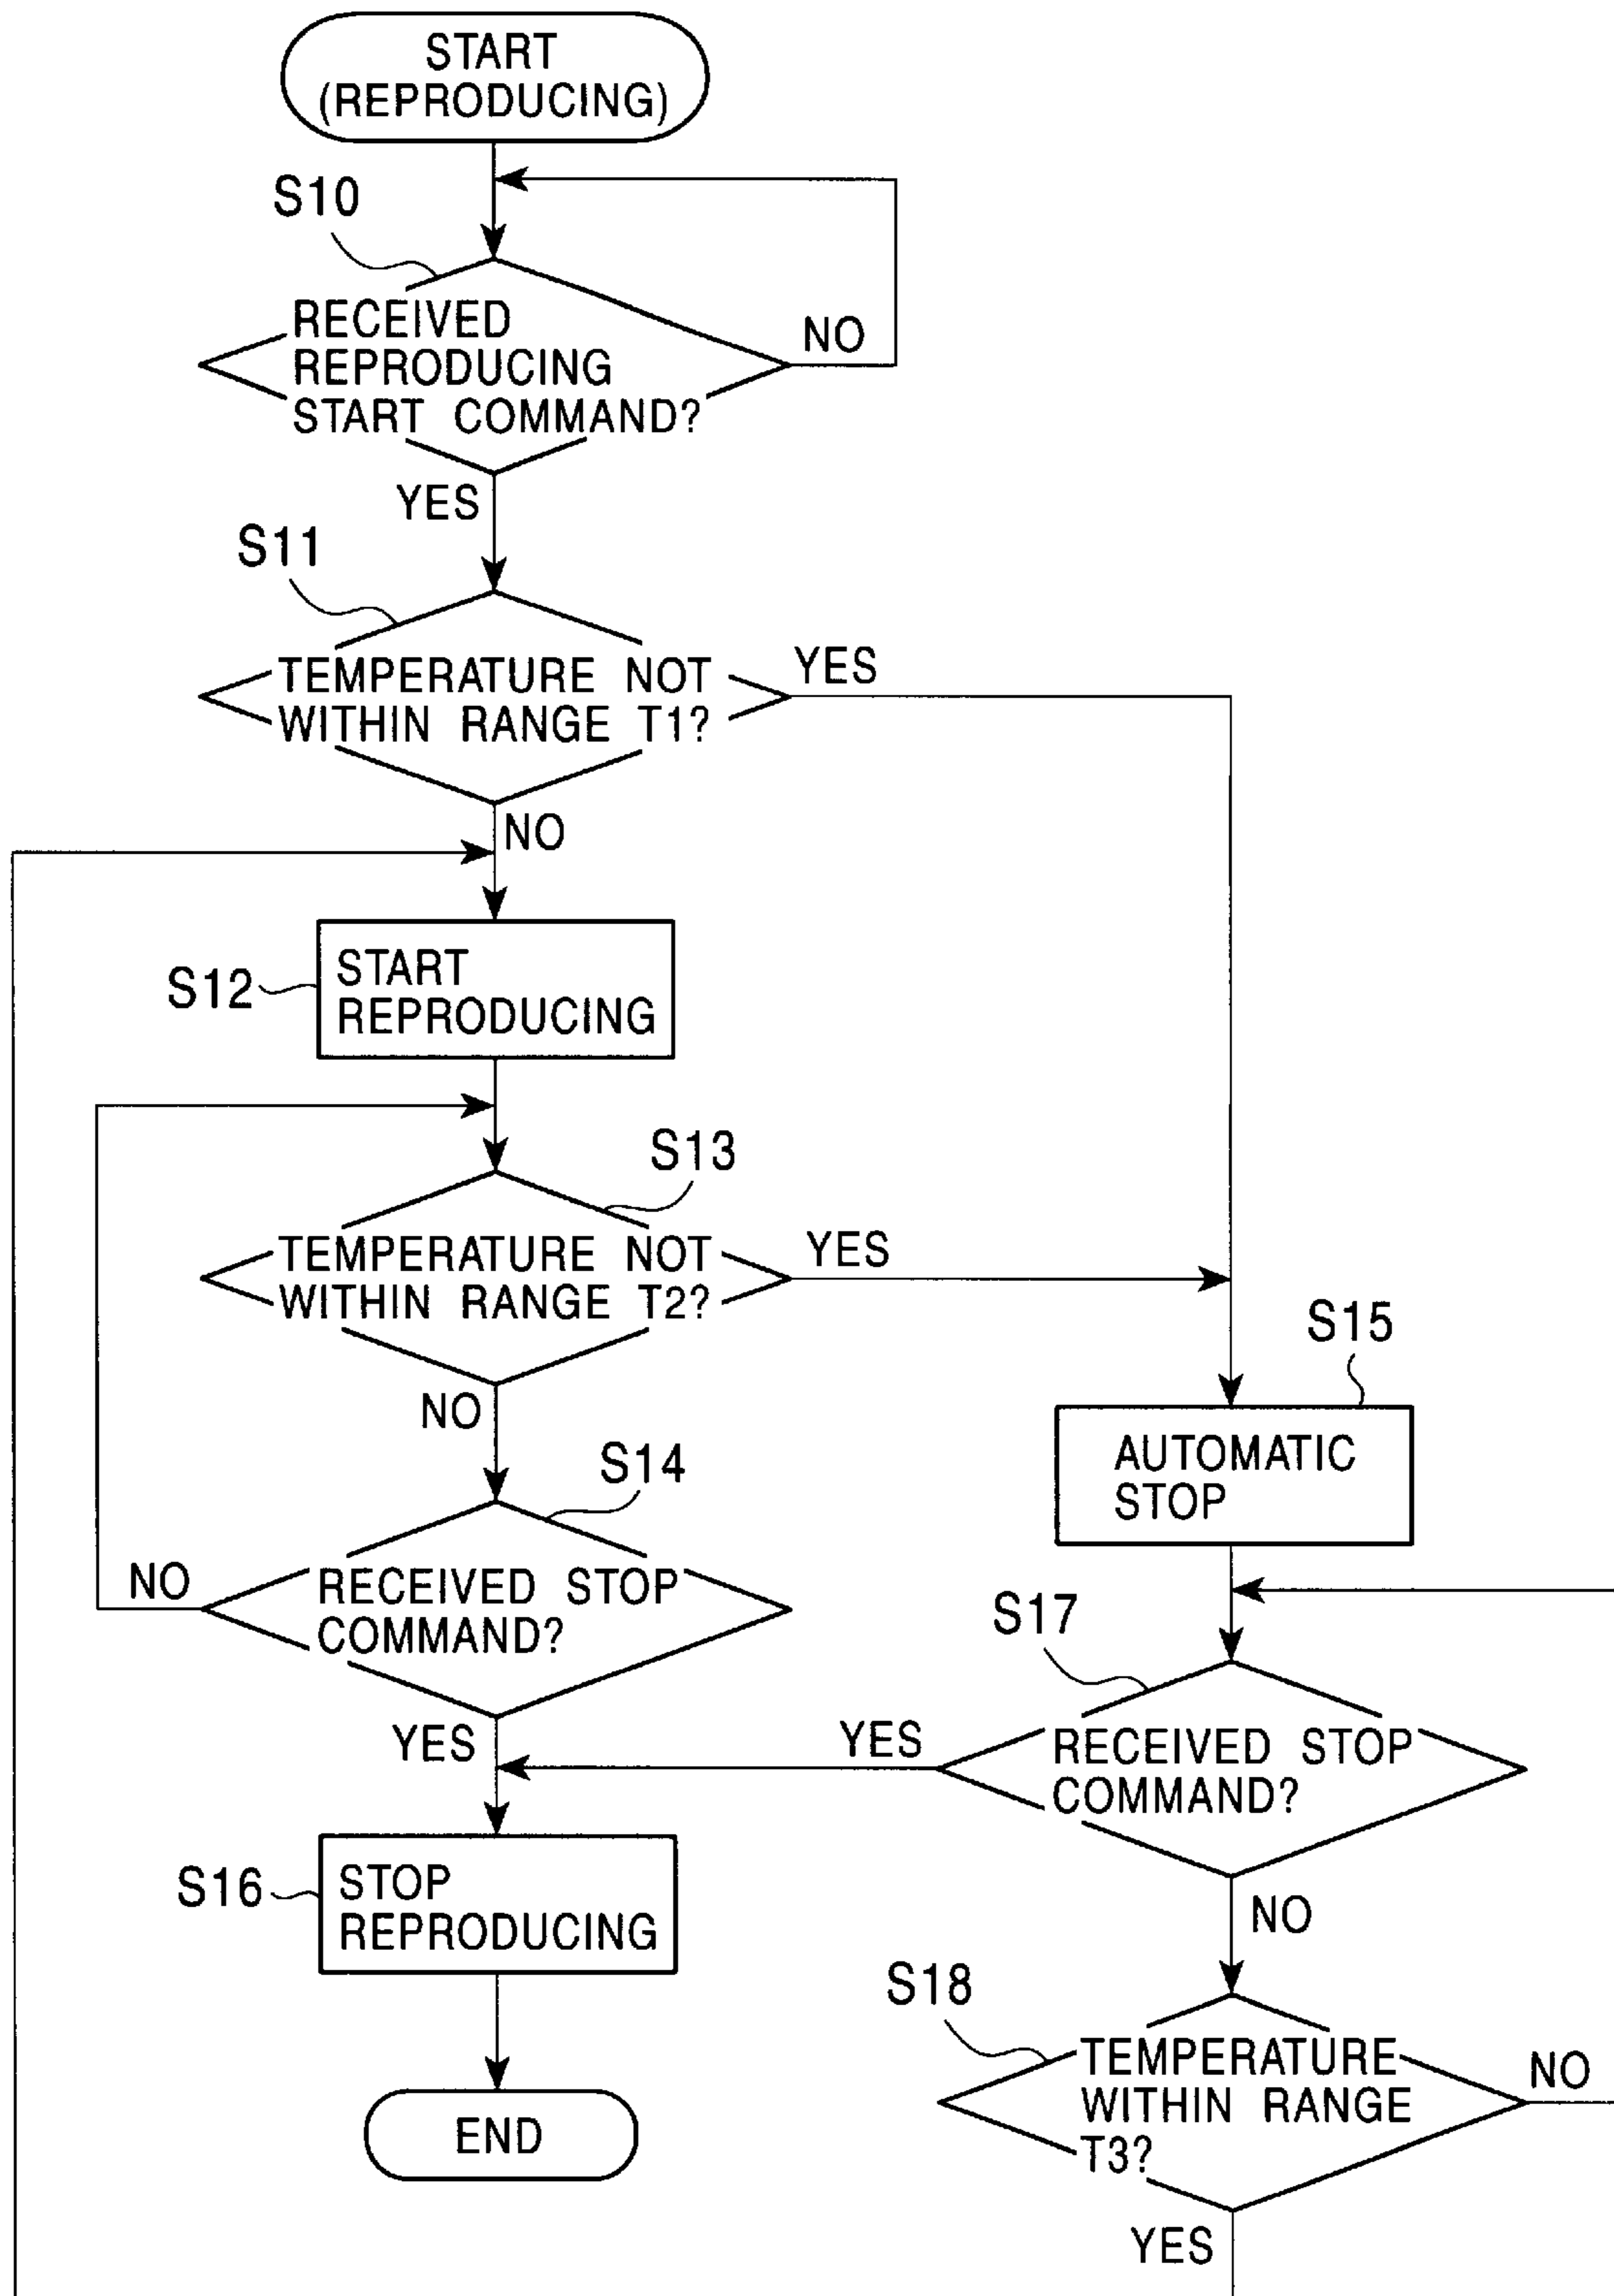 START
(REPRODUCING)
S10
RECEIVED
REPRODUCING
START COMMAND?
NO
YES
S11
TEMPERATURE NOT
WITHIN RANGE T1?
YES
NO
S12
START
REPRODUCING
S13
TEMPERATURE NOT
WITHIN RANGE T2?
YES
NO
S14
RECEIVED STOP
COMMAND?
NO
YES
S15
AUTOMATIC
STOP
S17
RECEIVED STOP
COMMAND?
YES
NO
S16
STOP
REPRODUCING
END
S18
TEMPERATURE
WITHIN RANGE
T3?
NO
YES